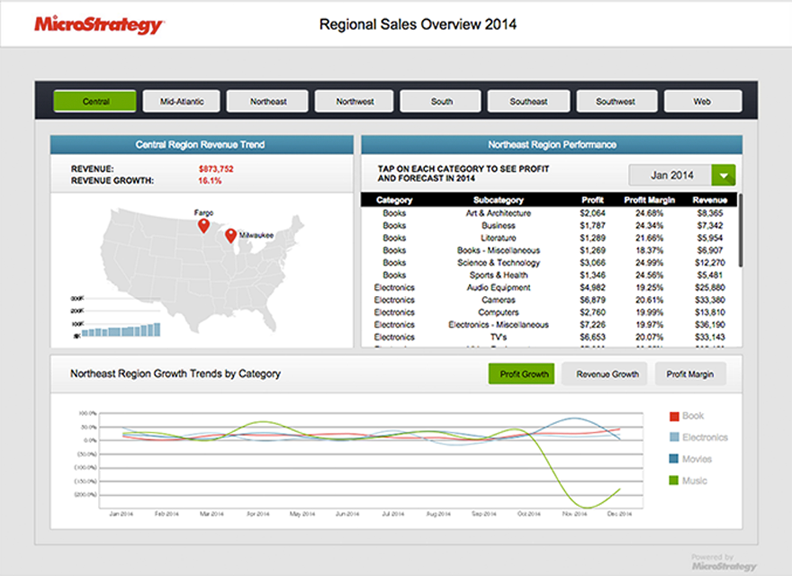 MicroStrategy
Regional Sales Overview 2014
Central Mid-Atlantic Northeast Northwest South Southeast Southwest Web
Central Region Revenue Trend
REVENUE: $873,752
REVENUE GROWTH: 16.1%
Fargo
Milwaukee
300K
200K
100K
0K
Northeast Region Performance
TAP ON EACH CATEGORY TO SEE PROFIT
AND FORECAST IN 2014
Jan 2014
Category Subcategory Profit Profit Margin Revenue
Books Art & Architecture $2,064 24.68% $8,365
Books Business $1,787 24.34% $7,342
Books Literature $1,289 21.66% $5,954
Books Books - Miscellaneous $1,269 18.37% $6,907
Books Science & Technology $3,066 24.99% $12,270
Books Sports & Health $1,346 24.56% $5,481
Electronics Audio Equipment $4,982 19.25% $25,880
Electronics Cameras $6,879 20.61% $33,380
Electronics Computers $2,760 19.99% $13,810
Electronics Electronics - Miscellaneous $7,226 19.97% $36,190
Electronics TV's $6,653 20.07% $33,143
Northeast Region Growth Trends by Category
Profit Growth Revenue Growth Profit Margin
100.0%
50.0%
0.0%
(50.0%)
(100.0%)
(150.0%)
(200.0%)
Jan 2014 Feb 2014 Mar 2014 Apr 2014 May 2014 Jun 2014 Jul 2014 Aug 2014 Sep 2014 Oct 2014 Nov 2014 Dec 2014
Book
Electronics
Movies
Music
Powered by
MicroStrategy